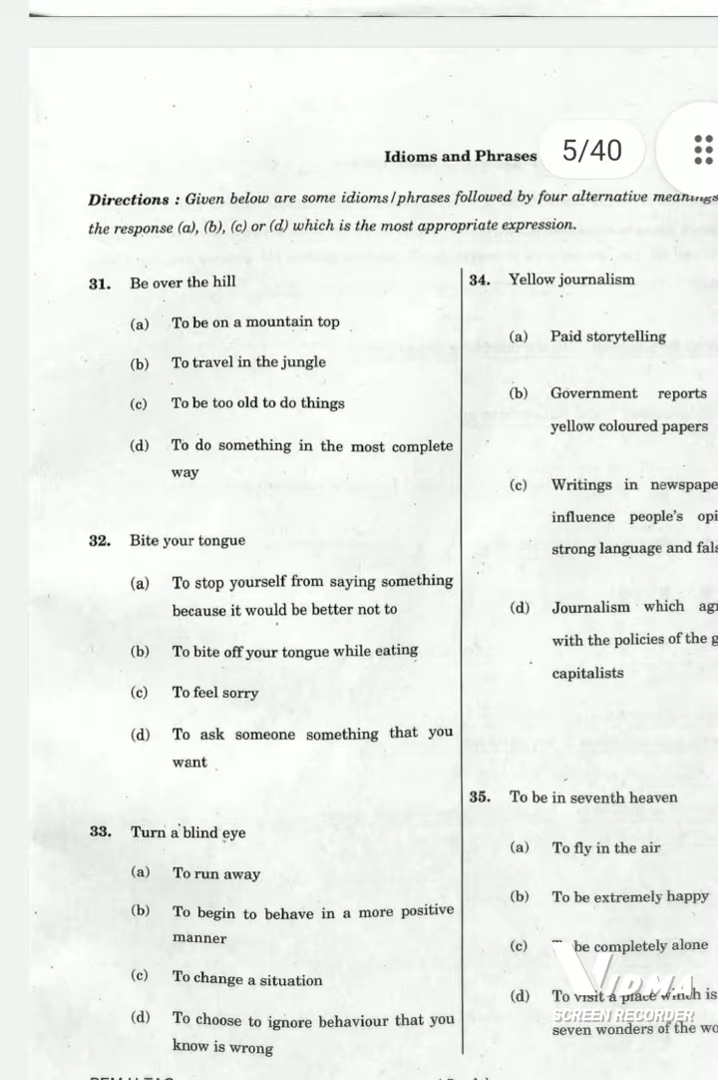 Idioms and Phrases
5/40
Directions : Given below are some idioms/phrases followed by four alternative meanings
the response (a), (b), (c) or (d) which is the most appropriate expression.
31. Be over the hill
(a) To be on a mountain top
(b) To travel in the jungle
(c) To be too old to do things
(d) To do something in the most complete
way
32. Bite your tongue
(a) To stop yourself from saying something
because it would be better not to
(b) To bite off your tongue while eating
(c) To feel sorry
(d) To ask someone something that you
want
33. Turn a blind eye
(a) To run away
(b) To begin to behave in a more positive
manner
(c) To change a situation
(d) To choose to ignore behaviour that you
know is wrong
34. Yellow journalism
(a) Paid storytelling
(b) Government reports
yellow coloured papers
(c) Writings in newspape
influence people's opi
strong language and fals
(d) Journalism which ag
with the policies of the g
capitalists
35. To be in seventh heaven
(a) To fly in the air
(b) To be extremely happy
(c) be completely alone
(d) To visit a place which is
seven wonders of the wo
VIDMA
SCREEN RECORDER